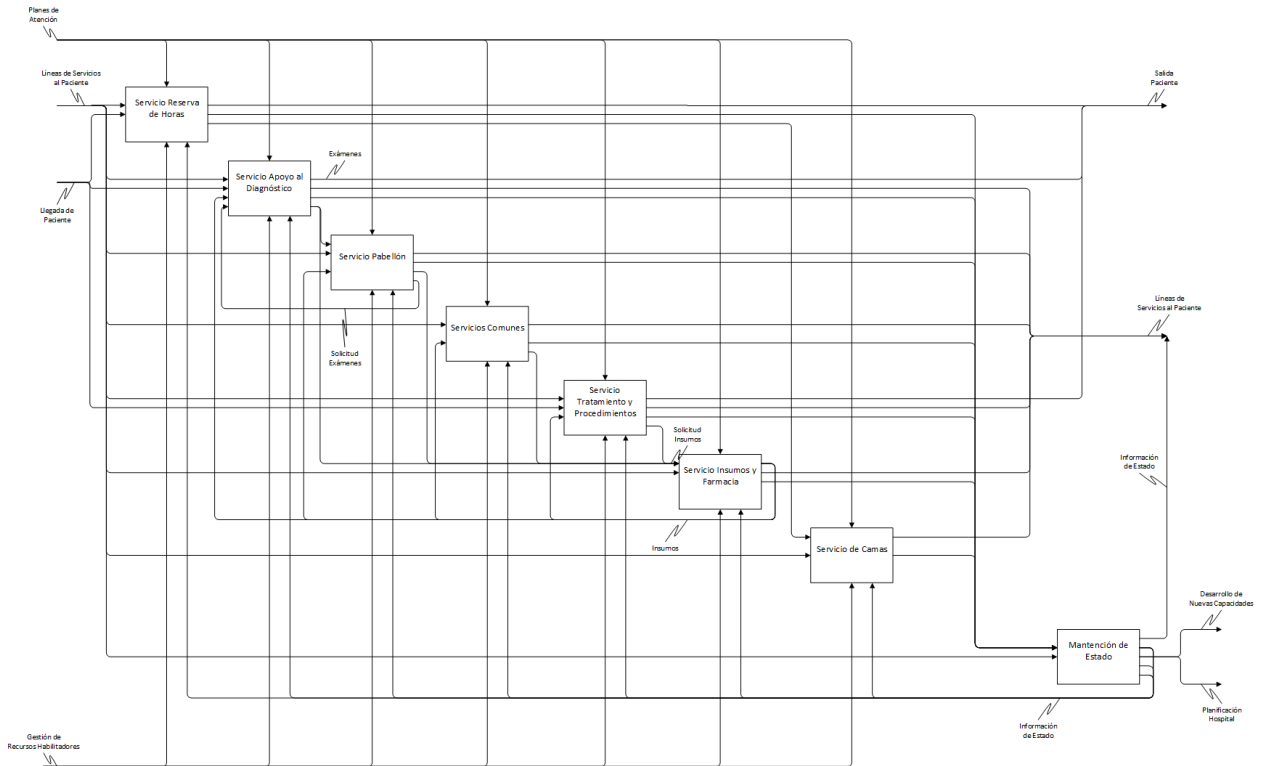 Planes de
Atención
Lineas de Servicios
al Paciente
Salida
Paciente
Servicio Reserva
de Horas
Exámenes
Servicio Apoyo al
Diagnóstico
Llegada de
Paciente
Servicio Pabellón
Líneas de
Servicios al Paciente
Servicios Comunes
Solicitud
Exámenes
Servicio
Tratamiento y
Procedimientos
Solicitud
Insumos
Servicio Insumos y
Farmacia
Información
de Estado
Insumos
Servicio de Camas
Desarrollo de
Nuevas Capacidades
Mantención de
Estado
Planificación
Hospital
Información
de Estado
Gestión de
Recursos Habilitadores